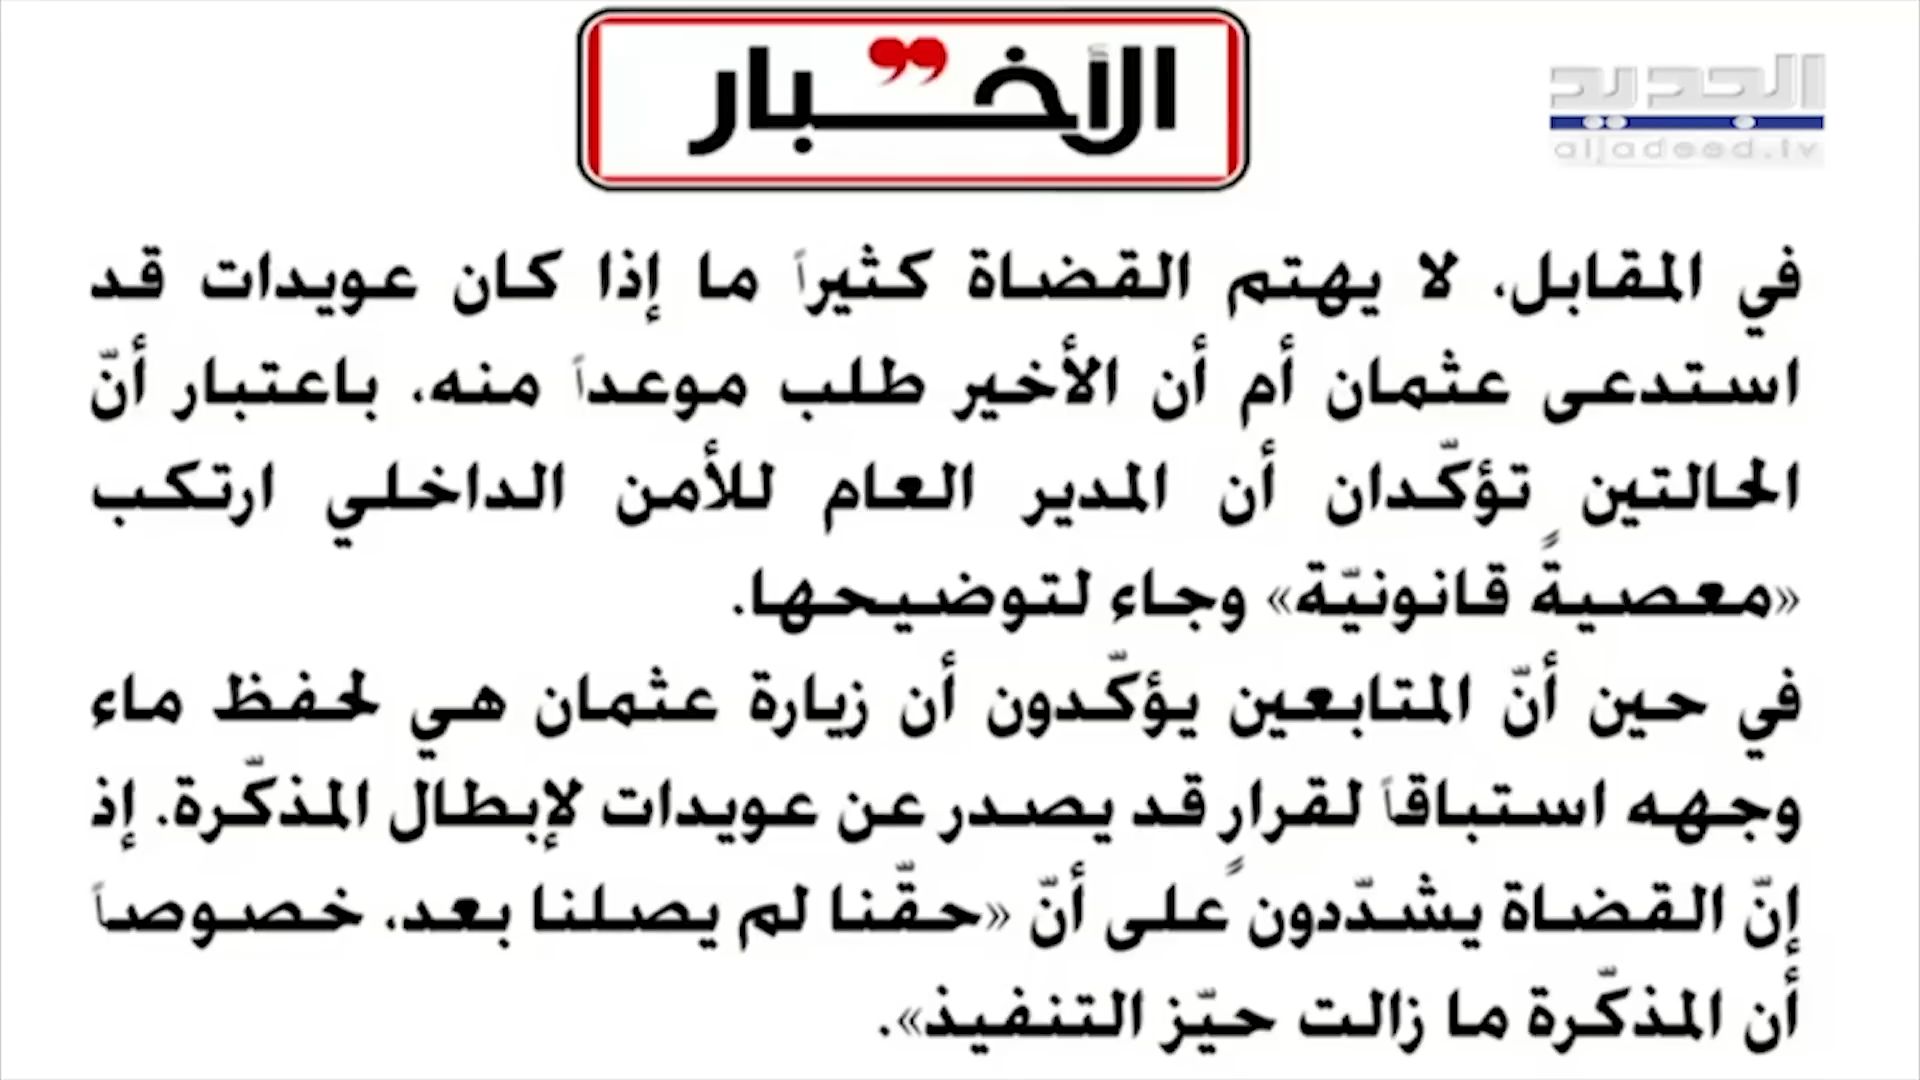 الأخبار
الجديد
aljadeed.tv
في المقابل، لا يهتم القضاة كثيراً ما إذا كان عويدات قد
استدعى عثمان أم أن الأخير طلب موعداً منه، باعتبار أنّ
الحالتين تؤكّدان أن المدير العام للأمن الداخلي ارتكب
«معصيةً قانونيّة» وجاء لتوضيحها.
في حين أنّ المتابعين يؤكّدون أن زيارة عثمان هي لحفظ ماء
وجهه استباقاً لقرارٍ قد يصدر عن عويدات لإبطال المذكّرة. إذ
إنّ القضاة يشدّدون على أنّ «حقّنا لم يصلنا بعد، خصوصاً
أن المذكّرة ما زالت حيّز التنفيذ».